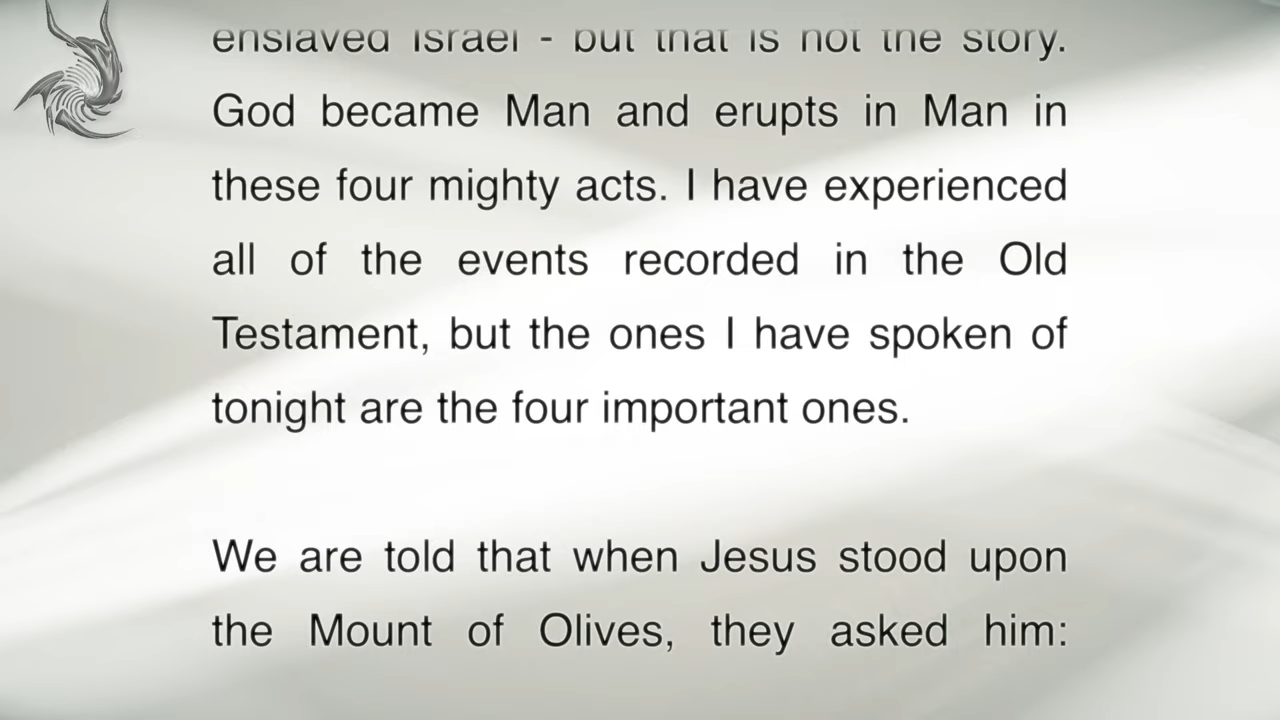 enslaved Israel - but that is not the story.
God became Man and erupts in Man in
these four mighty acts. I have experienced
all of the events recorded in the Old
Testament, but the ones I have spoken of
tonight are the four important ones.
We are told that when Jesus stood upon
the Mount of Olives, they asked him: